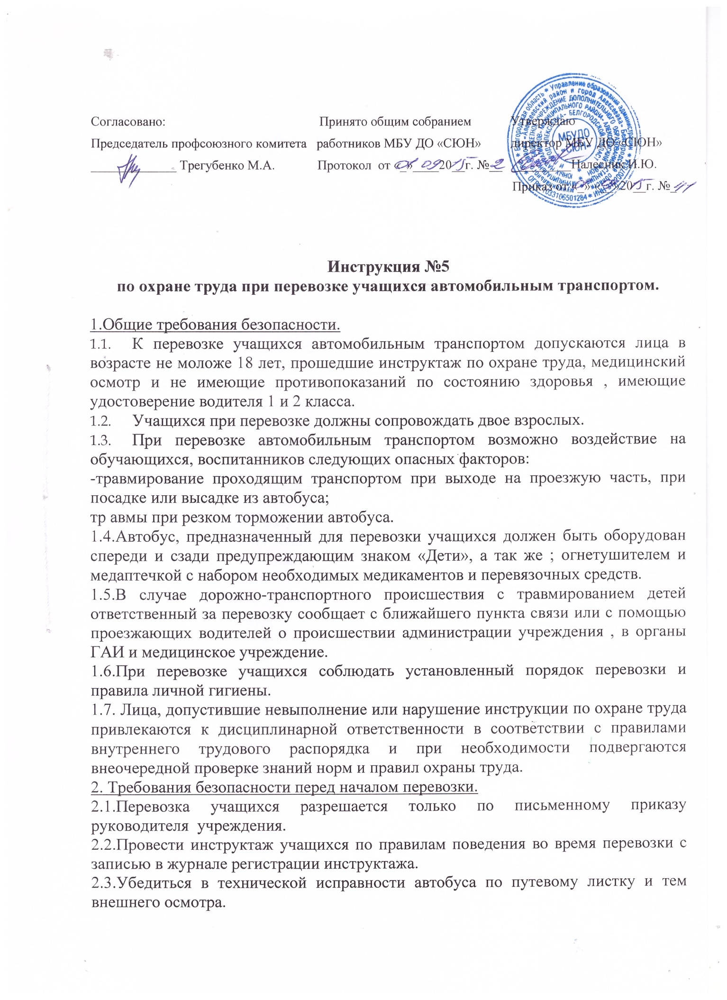 Согласовано: Принято общим собранием Утверждаю
Председатель профсоюзного комитета работников МБУ ДО «СЮН» директор МБУ ДО «СЮН»
Трегубенко М.А. Протокол от «01» 09 2015г. №2 Налесник И.Ю.
Приказ от « » « »2015г. №
МБУДО
«СЮН»
Инструкция №5
по охране труда при перевозке учащихся автомобильным транспортом.
1.Общие требования безопасности.
1.1. К перевозке учащихся автомобильным транспортом допускаются лица в
возрасте не моложе 18 лет, прошедшие инструктаж по охране труда, медицинский
осмотр и не имеющие противопоказаний по состоянию здоровья , имеющие
удостоверение водителя 1 и 2 класса.
1.2. Учащихся при перевозке должны сопровождать двое взрослых.
1.3. При перевозке автомобильным транспортом возможно воздействие на
обучающихся, воспитанников следующих опасных факторов:
-травмирование проходящим транспортом при выходе на проезжую часть, при
посадке или высадке из автобуса;
тр авмы при резком торможении автобуса.
1.4.Автобус, предназначенный для перевозки учащихся должен быть оборудован
спереди и сзади предупреждающим знаком «Дети», а так же ; огнетушителем и
медаптечкой с набором необходимых медикаментов и перевязочных средств.
1.5.В случае дорожно-транспортного происшествия с травмированием детей
ответственный за перевозку сообщает с ближайшего пункта связи или с помощью
проезжающих водителей о происшествии администрации учреждения , в органы
ГАИ и медицинское учреждение.
1.6.При перевозке учащихся соблюдать установленный порядок перевозки и
правила личной гигиены.
1.7. Лица, допустившие невыполнение или нарушение инструкции по охране труда
привлекаются к дисциплинарной ответственности в соответствии с правилами
внутреннего трудового распорядка и при необходимости подвергаются
внеочередной проверке знаний норм и правил охраны труда.
2. Требования безопасности перед началом перевозки.
2.1.Перевозка учащихся разрешается только по письменному приказу
руководителя учреждения.
2.2.Провести инструктаж учащихся по правилам поведения во время перевозки с
записью в журнале регистрации инструктажа.
2.3.Убедиться в технической исправности автобуса по путевому листку и тем
внешнего осмотра.